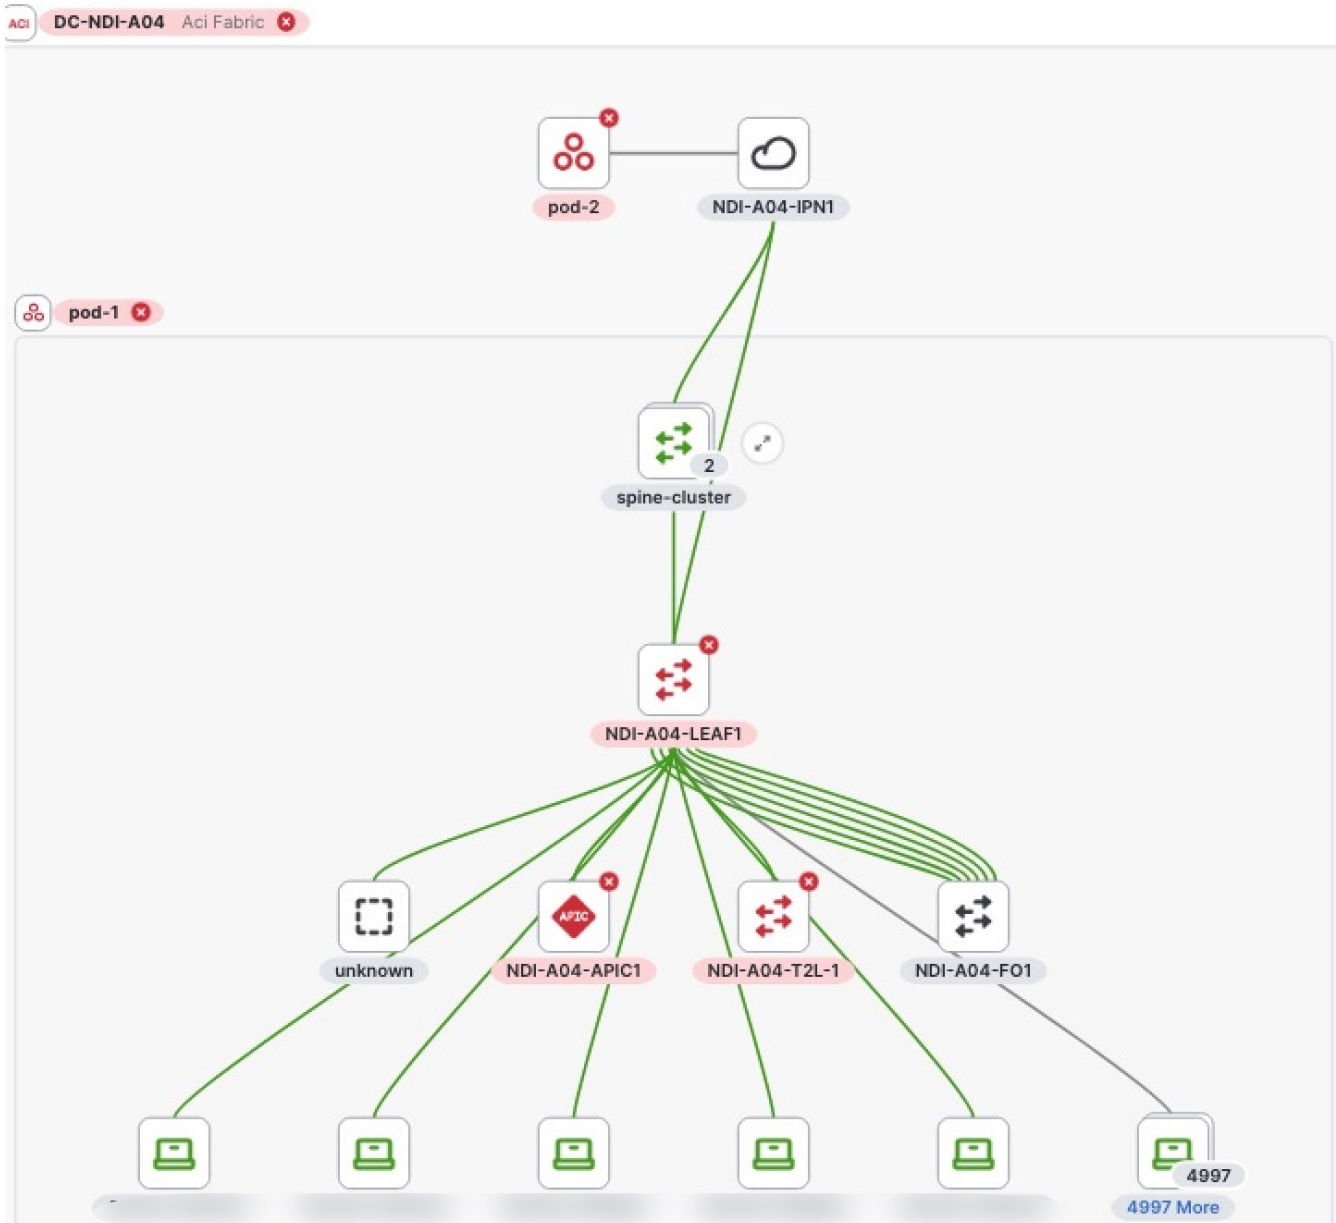 ACI DC-NDI-A04 Aci Fabric
pod-2 NDI-A04-IPN1
pod-1
2
spine-cluster
NDI-A04-LEAF1
APIC
unknown NDI-A04-APIC1 NDI-A04-T2L-1 NDI-A04-FO1
4997
4997 More